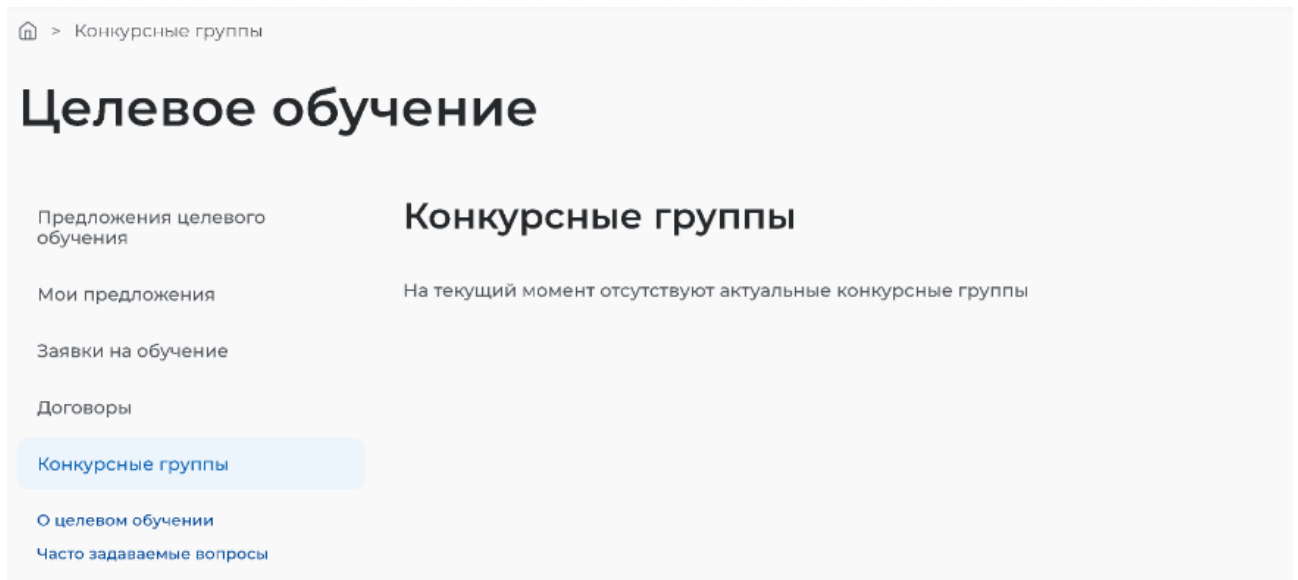 > Конкурсные группы
Целевое обучение
Предложения целевого
обучения
Мои предложения
Заявки на обучение
Договоры
Конкурсные группы
О целевом обучении
Часто задаваемые вопросы
Конкурсные группы
На текущий момент отсутствуют актуальные конкурсные группы